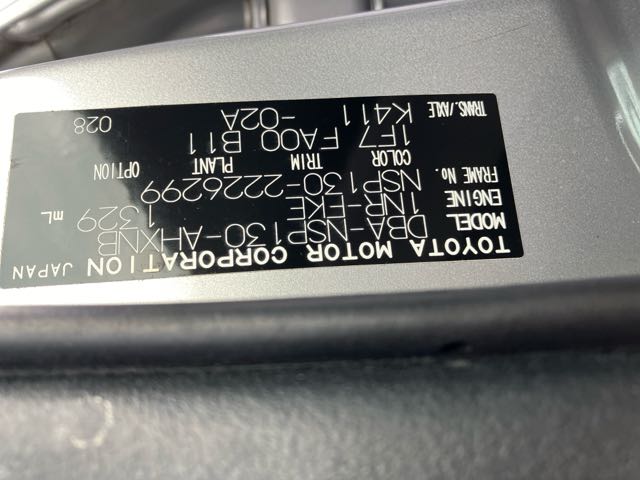 TOYOTA MOTOR CORPORATION JAPAN
MODEL DBA-NSP130-AHXNB
ENGINE 1NR-FKE 1329 mL
FRAME No. NSP130-2226299
COLOR TRIM PLANT OPTION
1F7 FA00 B11
TRANS./AXLE K411 -02A 028